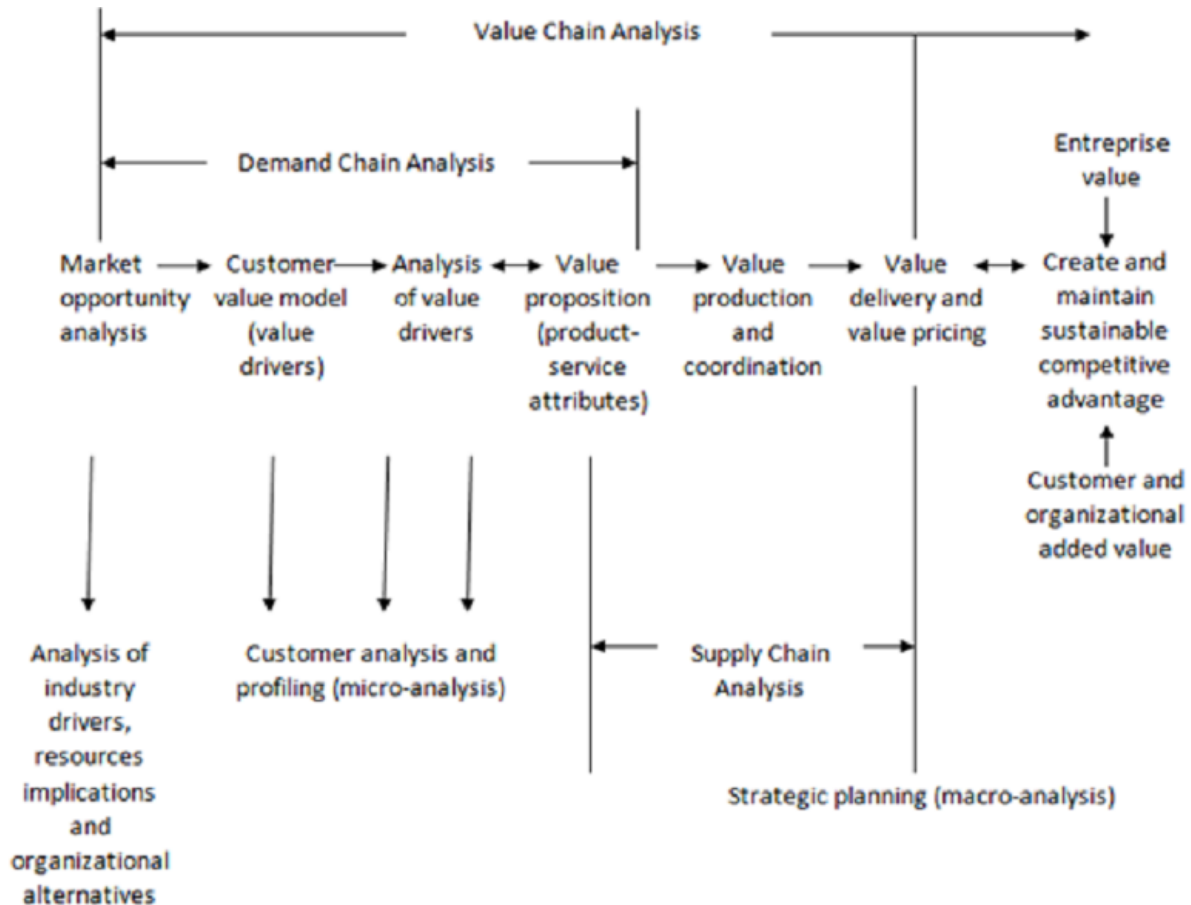 Value Chain Analysis
Demand Chain Analysis
Entreprise
value
Market
opportunity
analysis
Customer
value model
(value
drivers)
Analysis
of value
drivers
Value
proposition
(product-
service
attributes)
Value
production
and
coordination
Value
delivery and
value pricing
Create and
maintain
sustainable
competitive
advantage
Customer and
organizational
added value
Analysis of
industry
drivers,
resources
implications
and
organizational
alternatives
Customer analysis and
profiling (micro-analysis)
Supply Chain
Analysis
Strategic planning (macro-analysis)